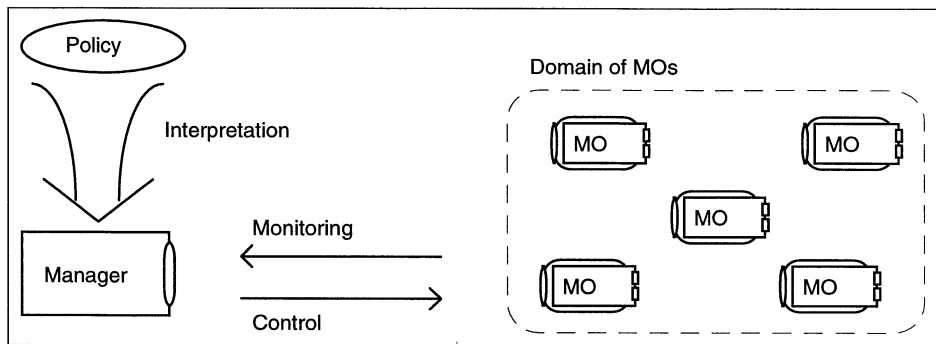 Policy
Interpretation
Manager
Monitoring
Control
Domain of MOs
MO
MO
MO
MO
MO